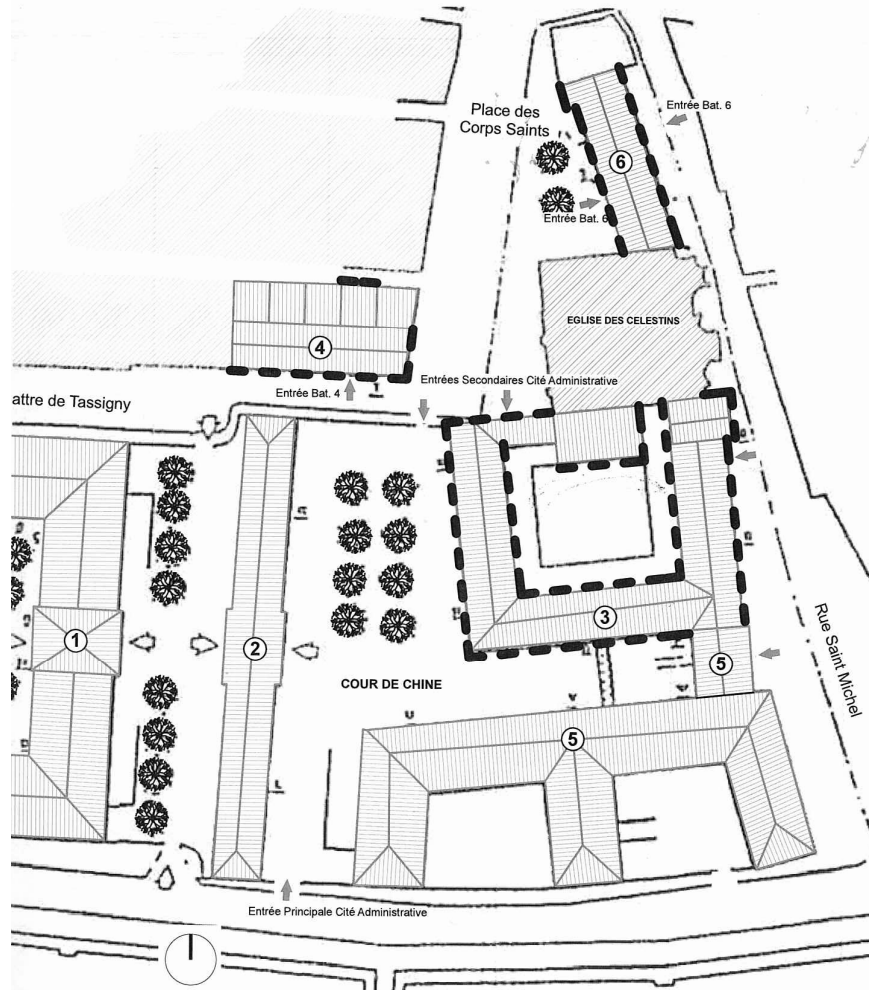 Entrée Bat. 6
Place des
Corps Saints
6
Entrée Bat. 6
EGLISE DES CELESTINS
4
Entrée Bat. 4
Entrées Secondaires Cité Administrative
attre de Tassigny
3
1
2
5
Rue Saint Michel
COUR DE CHINE
5
Entrée Principale Cité Administrative